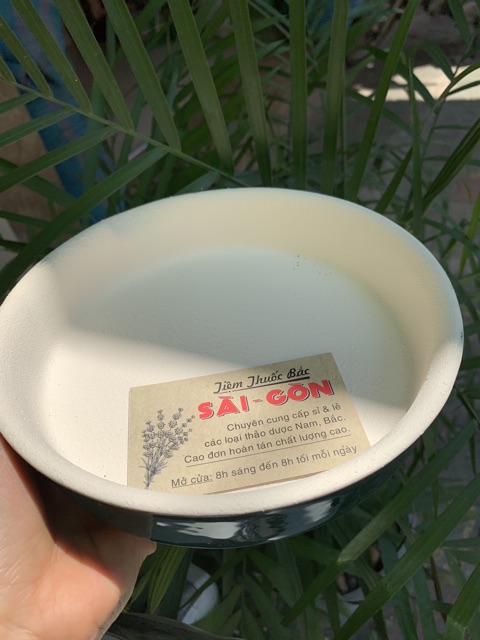 Tiệm Thuốc Bắc
SÀI-GÒN
Chuyên cung cấp sỉ & lẻ
các loại thảo dược Nam, Bắc.
Cao đơn hoàn tán chất lượng cao.
Mở cửa: 8h sáng đến 8h tối mỗi ngày